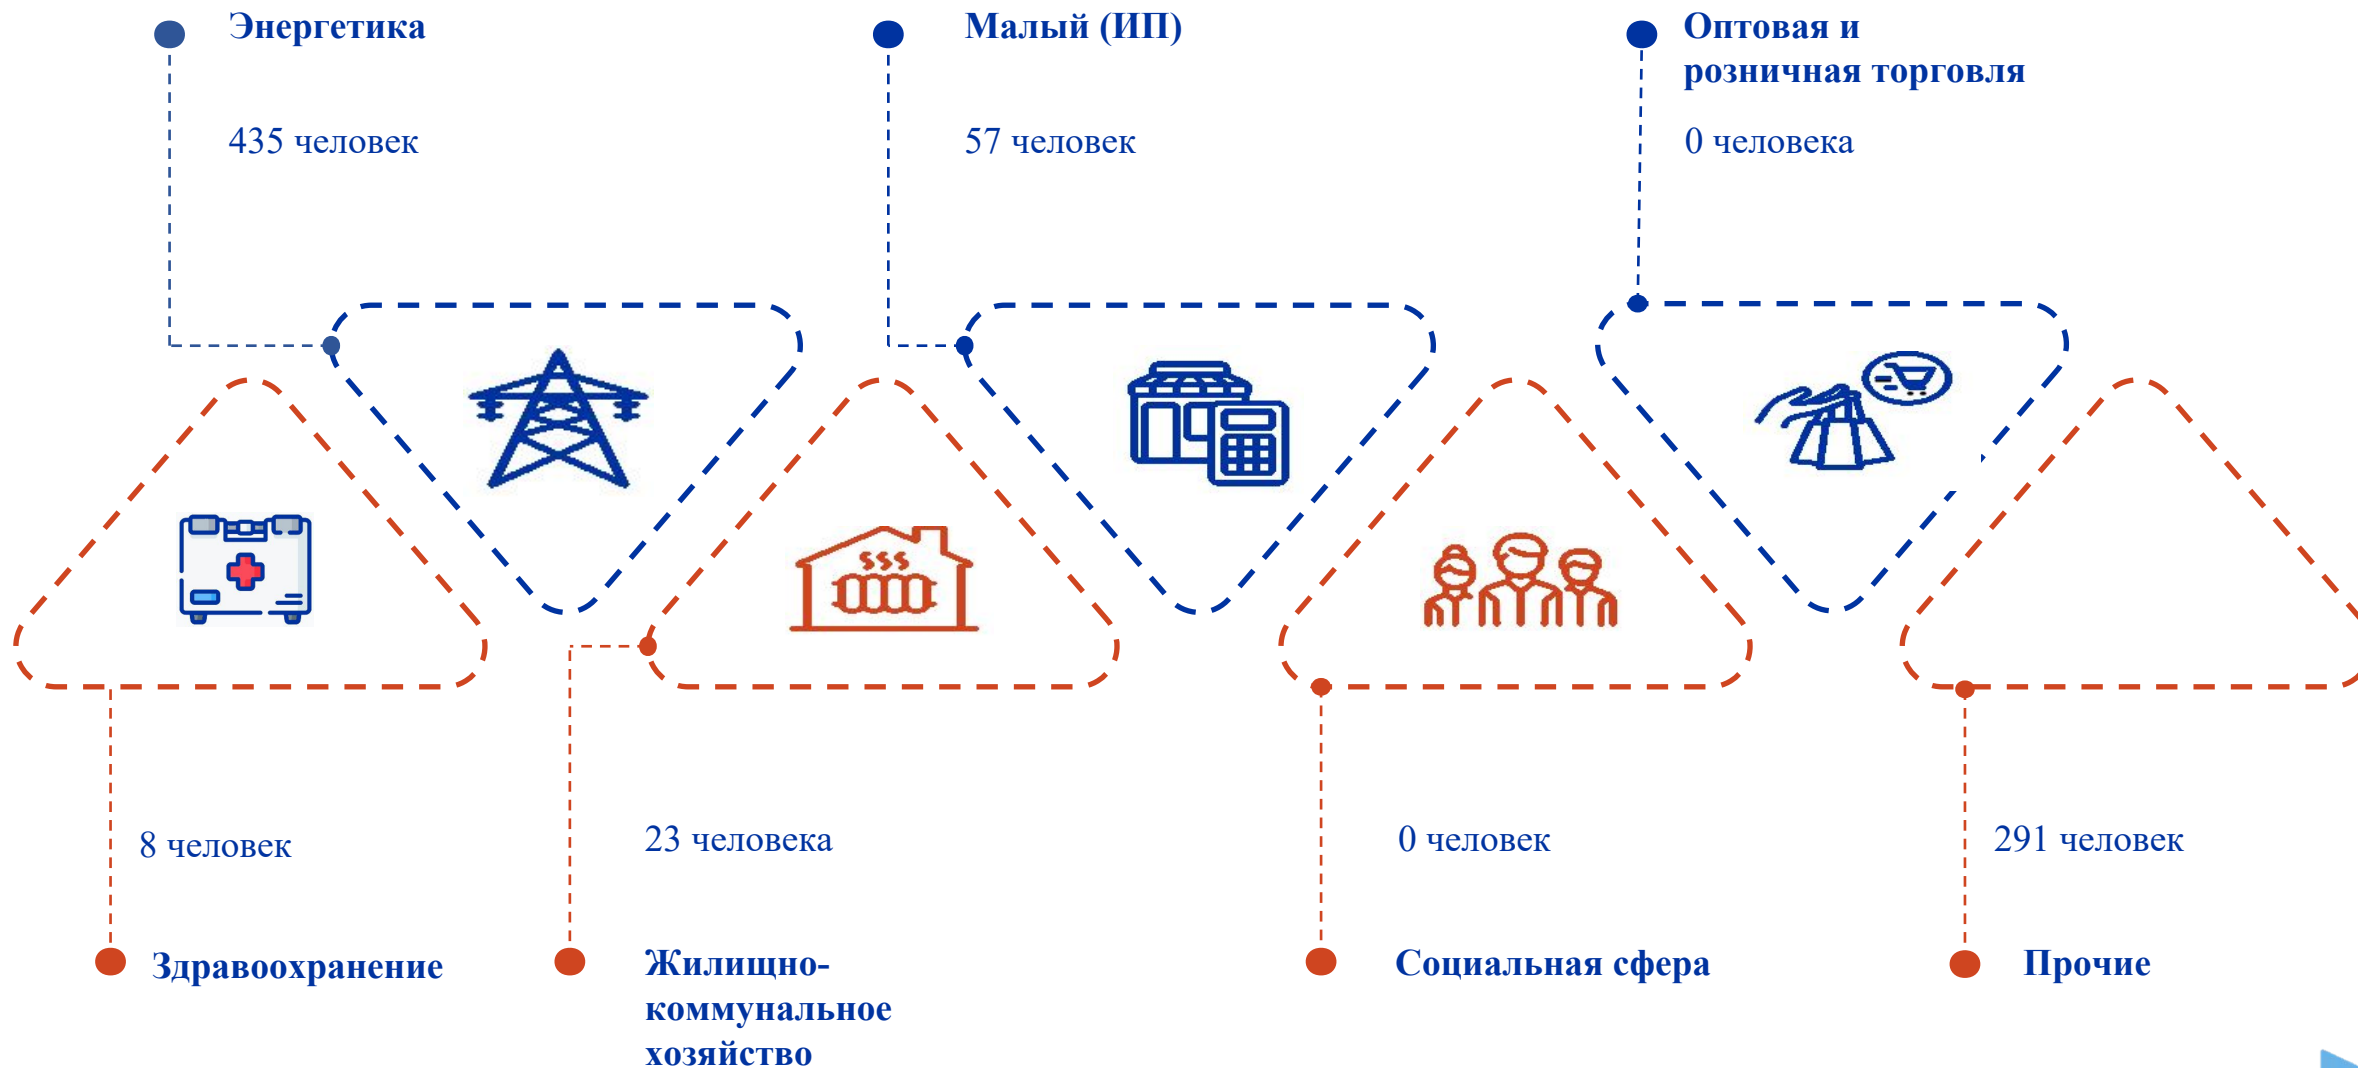 Энергетика
435 человек
Малый (ИП)
57 человек
Оптовая и
розничная торговля
0 человека
8 человек
Здравоохранение
23 человека
Жилищно-
коммунальное
хозяйство
0 человек
Социальная сфера
291 человек
Прочие